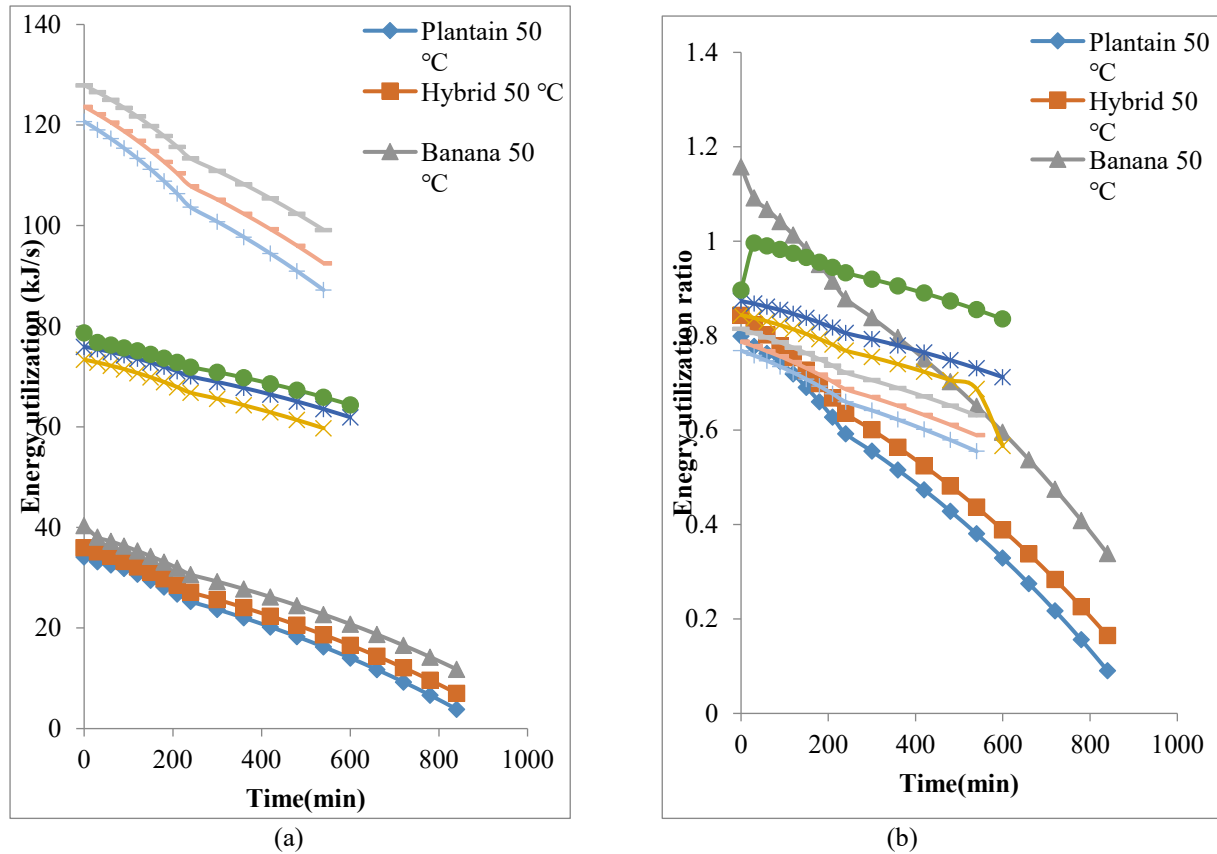 140
120
100
80
60
40
20
0
0 200 400 600 800 1000
Energy utilization (kJ/s)
Time(min)
Plantain 50
℃
Hybrid 50 ℃
Banana 50
℃
(a)
1.4
1.2
1
0.8
0.6
0.4
0.2
0
0 200 400 600 800 1000
Enegry utilization ratio
Time(min)
Plantain 50
℃
Hybrid 50
℃
Banana 50
℃
(b)